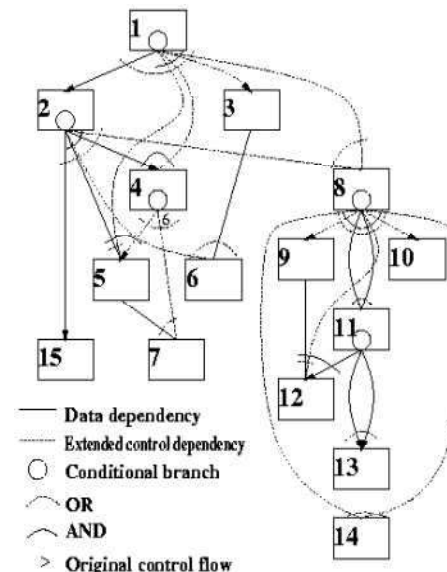 1
2
3
4
6
8
5
6
9
10
11
15
7
12
13
14
Data dependency
Extended control dependency
Conditional branch
OR
AND
Original control flow